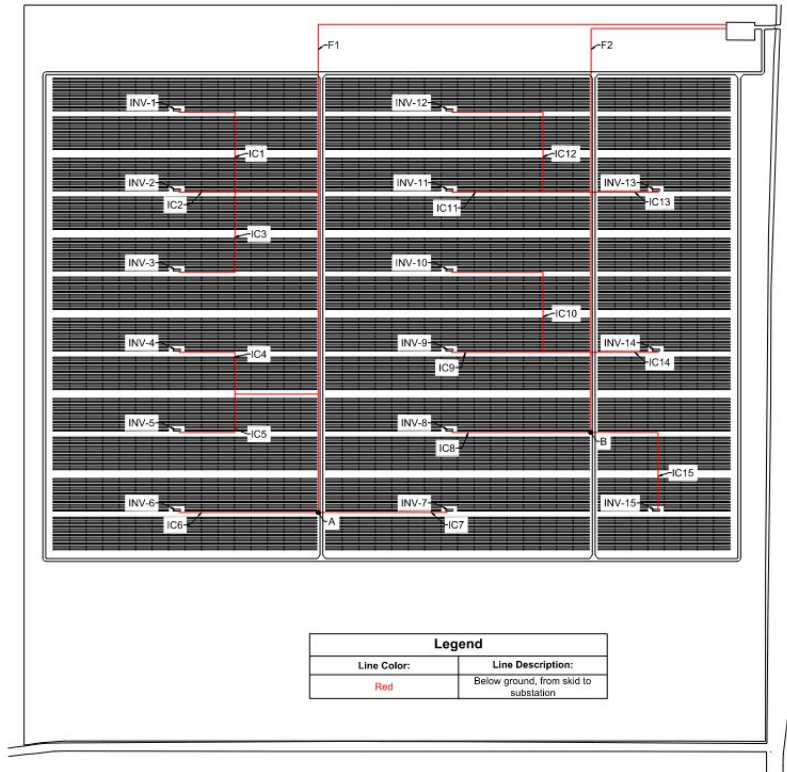 F1
F2
INV-1
INV-12
IC1
IC12
INV-2
INV-11
INV-13
IC2
IC11
IC13
IC3
INV-3
INV-10
IC10
INV-4
INV-9
INV-14
IC4
IC9
IC14
INV-5
INV-8
IC5
IC8
B
IC15
INV-6
INV-7
INV-15
IC6
A
IC7
Legend
Line Color:
Line Description:
Red
Below ground, from skid to
substation